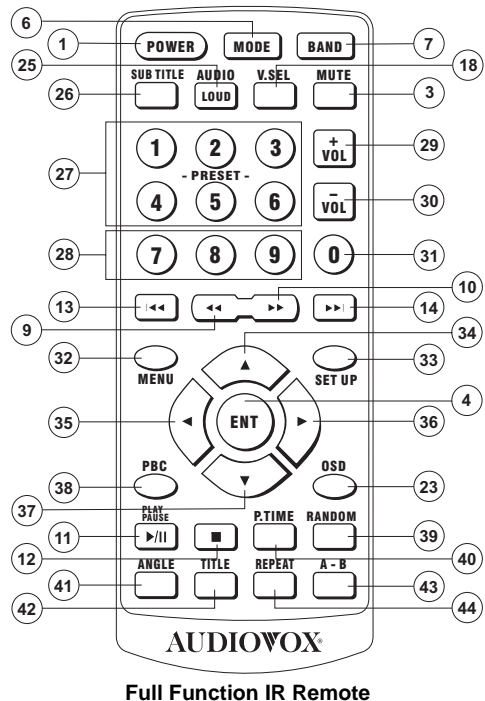 6
1 POWER MODE BAND 7
25 SUB TITLE AUDIO V.SEL MUTE 18
26 LOUD 3
1 2 3 + VOL 29
27 - PRESET -
4 5 6 − VOL 30
28 7 8 9 0 31
13 |◄◄ ◄◄ ►► ►►| 10
9 14
32 ▲ 34
MENU SET UP 33
35 ◄ ENT ► 4
36
38 PBC OSD 23
37 ▼
PLAY
PAUSE P.TIME RANDOM
11 ►/II ■ 39
12 40
41 ANGLE TITLE REPEAT A - B 43
42 44
AUDIOVOX®
Full Function IR Remote